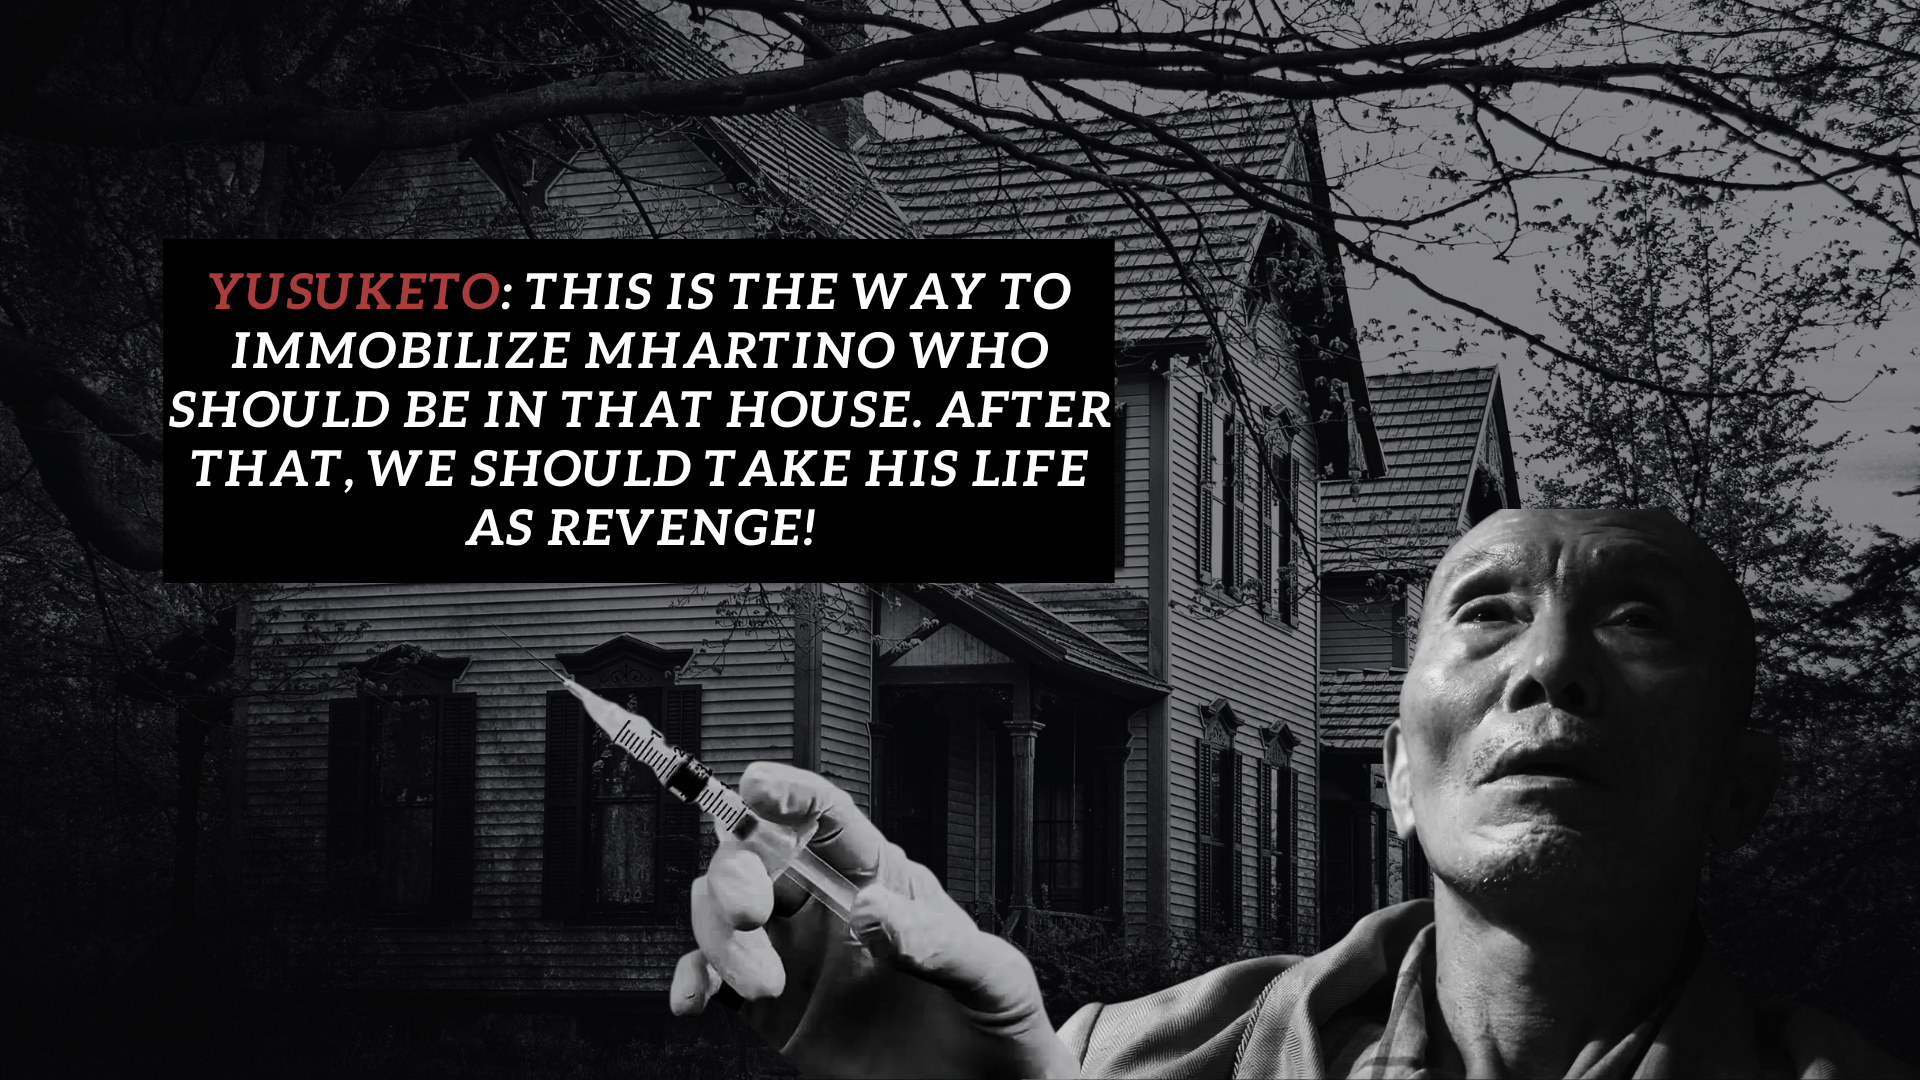 YUSUKETO: THIS IS THE WAY TO
IMMOBILIZE MHARTINO WHO
SHOULD BE IN THAT HOUSE. AFTER
THAT, WE SHOULD TAKE HIS LIFE
AS REVENGE!